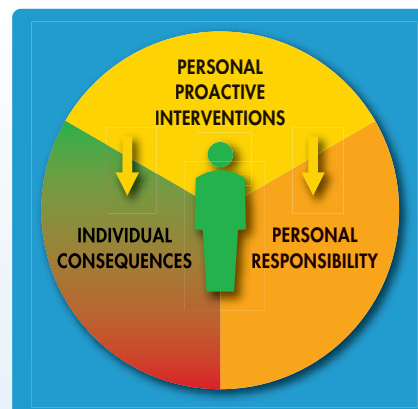 PERSONAL
PROACTIVE
INTERVENTIONS
INDIVIDUAL
CONSEQUENCES
PERSONAL
RESPONSIBILITY